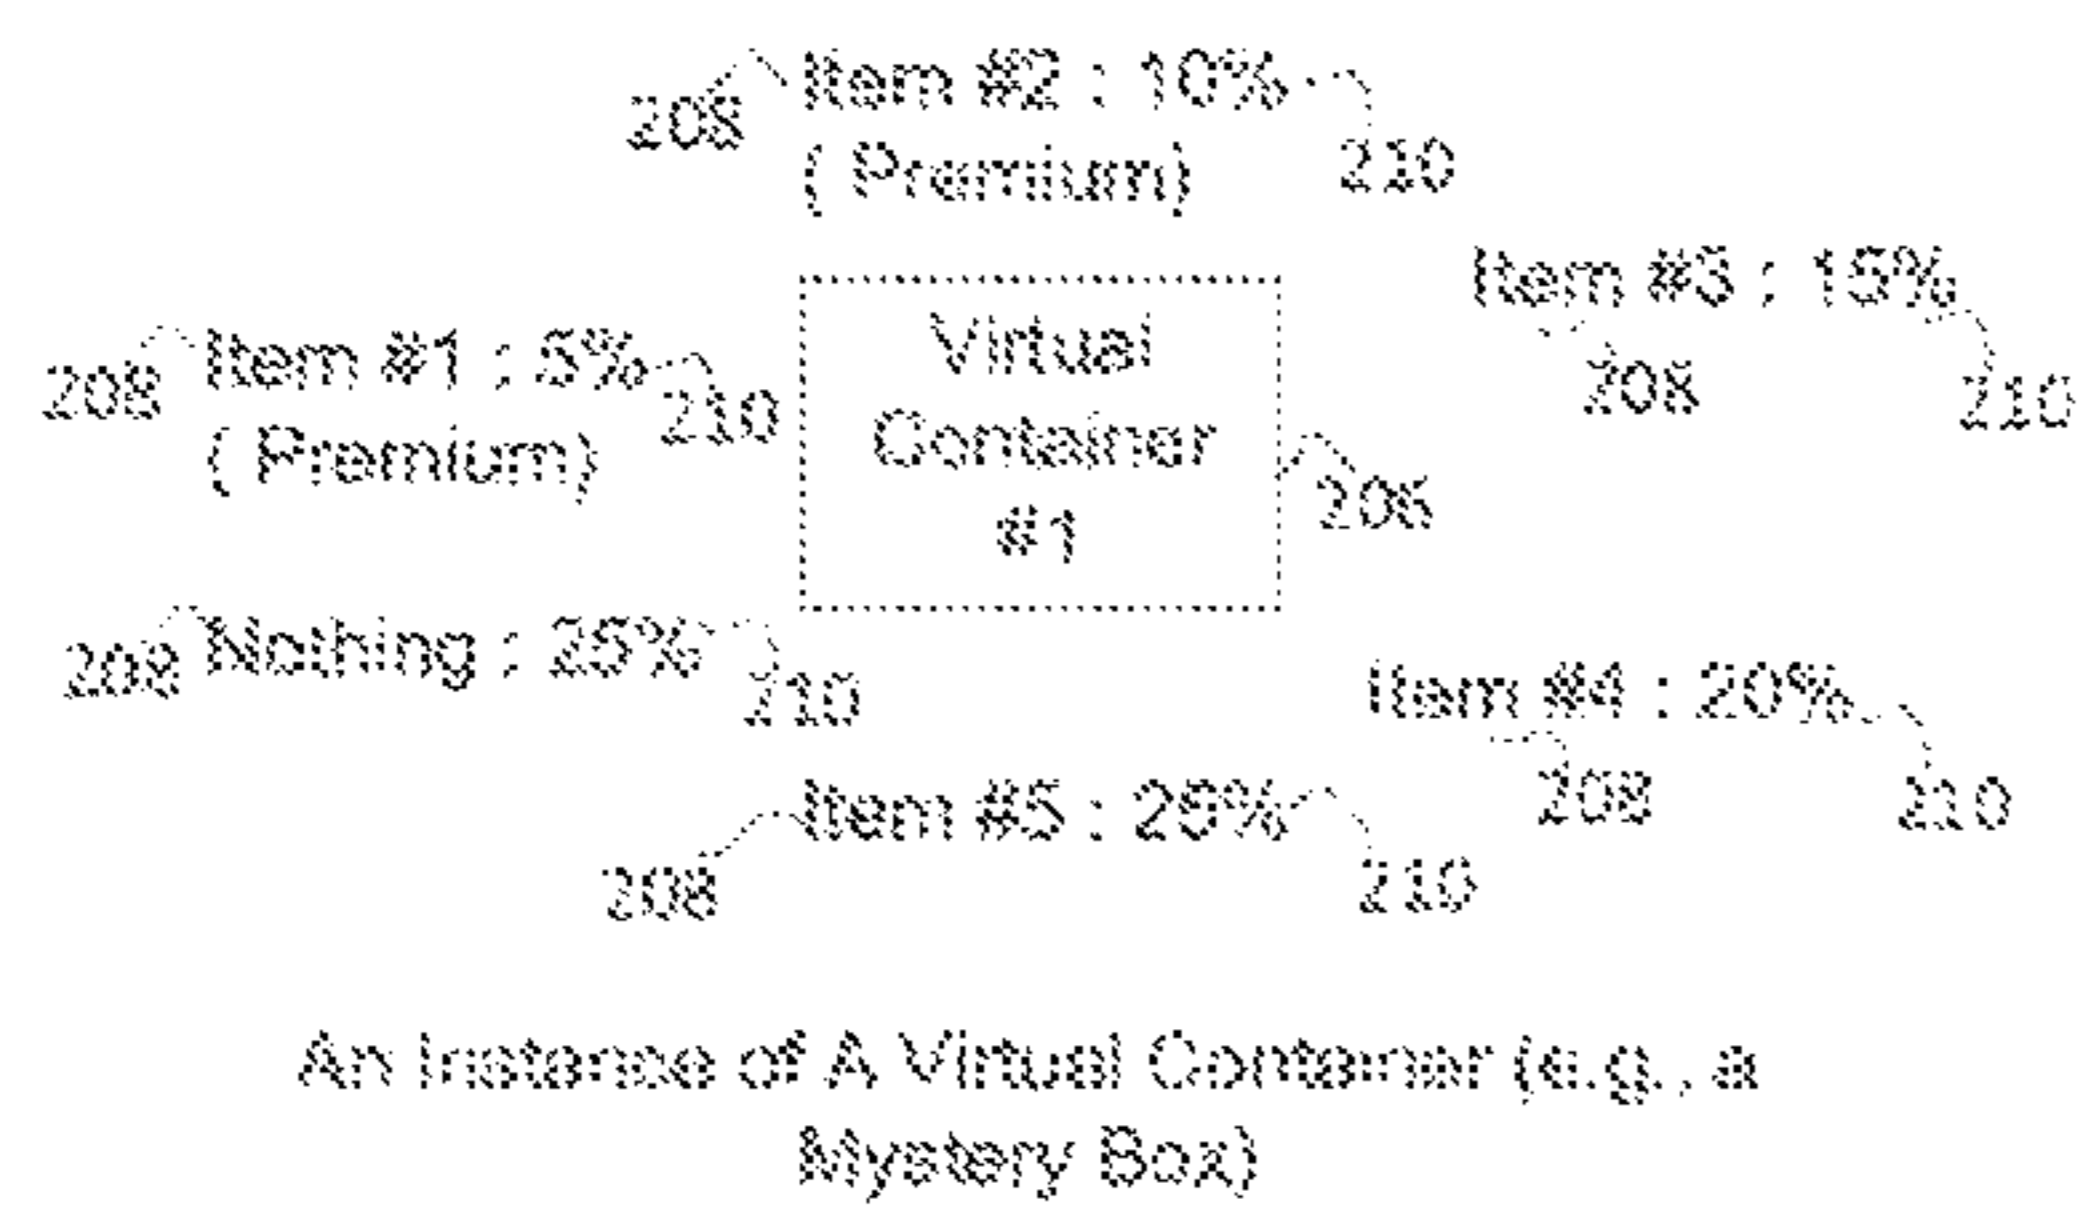 Item #2 : 10%
208
210
( Premium)
Item #3 : 15%
208
210
Item #1 : 5%
208
210
( Premium)
Virtual
Container
#1
206
Nothing : 25%
208
210
Item #4 : 20%
208
210
Item #5 : 25%
208
210
An Instance of A Virtual Container (e.g., a
Mystery Box)